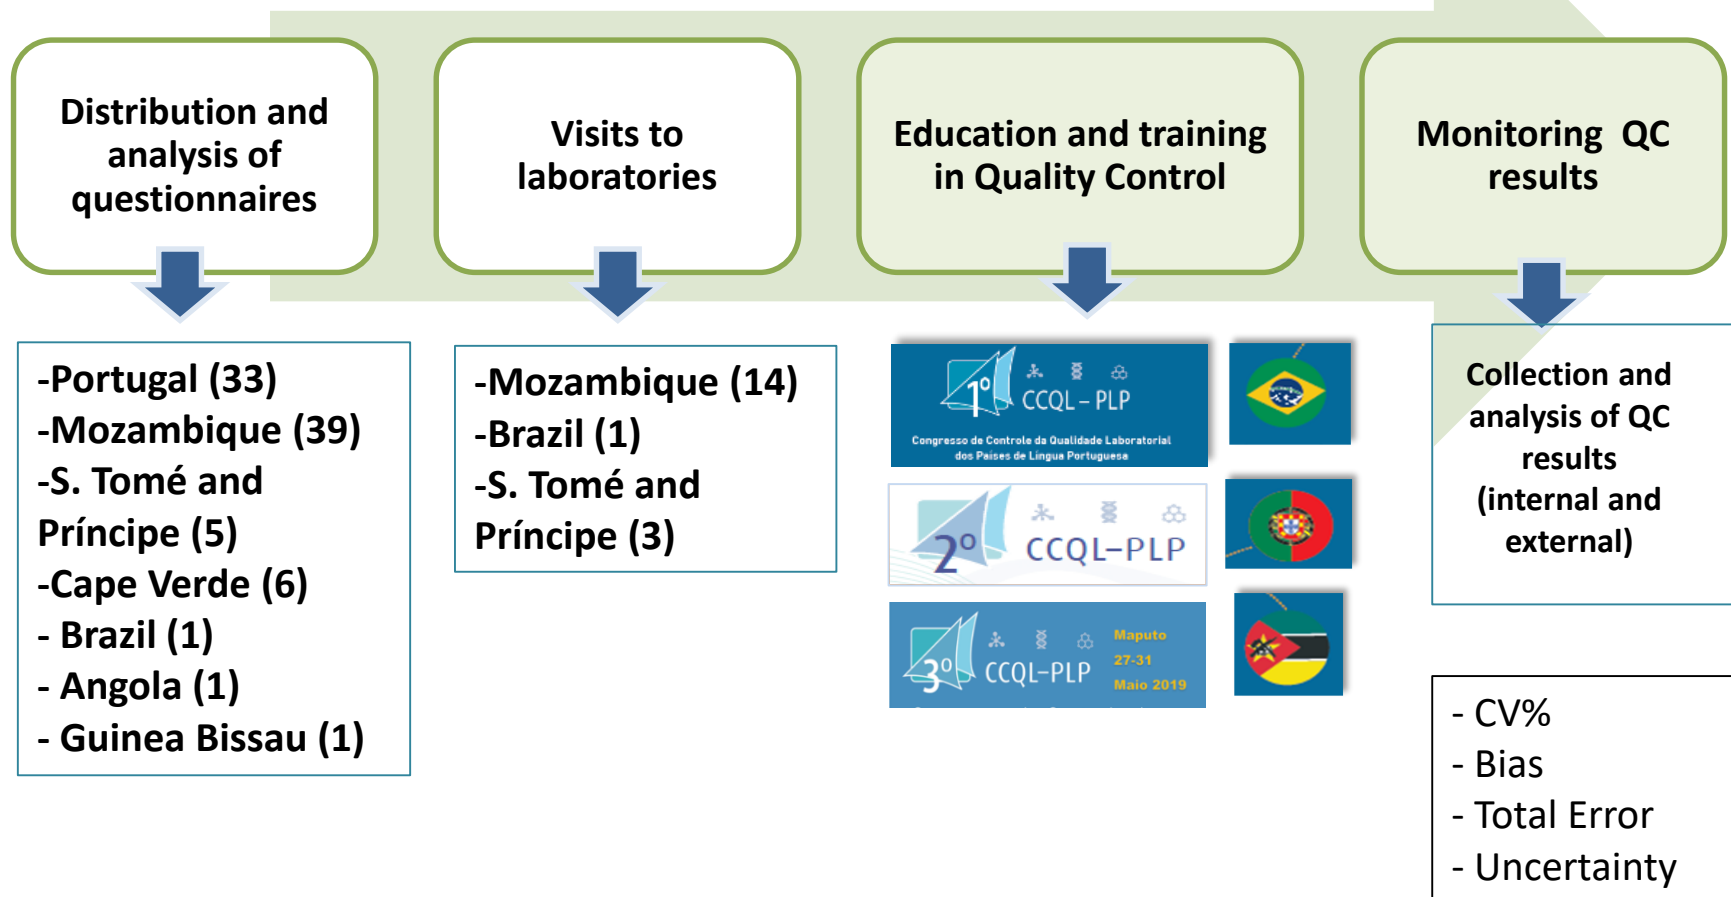 Distribution and
analysis of
questionnaires
Visits to
laboratories
Education and training
in Quality Control
Monitoring QC
results
-Portugal (33)
-Mozambique (39)
-S. Tomé and
Príncipe (5)
-Cape Verde (6)
- Brazil (1)
- Angola (1)
- Guinea Bissau (1)
-Mozambique (14)
-Brazil (1)
-S. Tomé and
Príncipe (3)
1º
CCQL – PLP
Congresso de Controle da Qualidade Laboratorial
dos Países de Língua Portuguesa
2º
CCQL–PLP
3º
CCQL–PLP
Maputo
27-31
Maio 2019
Collection and
analysis of QC
results
(internal and
external)
- CV%
- Bias
- Total Error
- Uncertainty